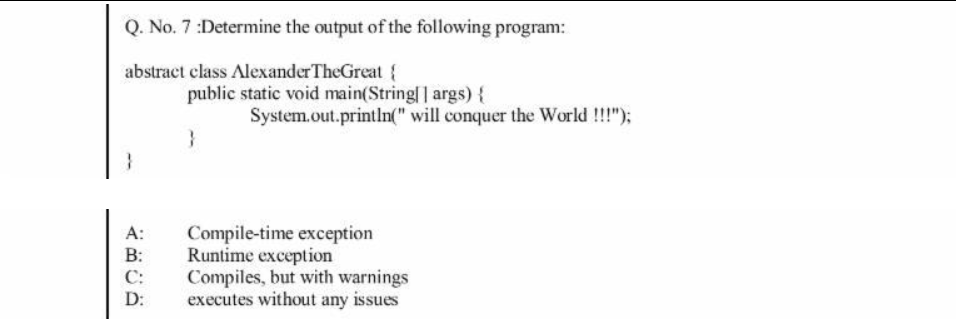 Q. No. 7 :Determine the output of the following program:
abstract class AlexanderTheGreat {
public static void main(String[] args) {
System.out.println(" will conquer the World !!!");
}
}
A: Compile-time exception
B: Runtime exception
C: Compiles, but with warnings
D: executes without any issues